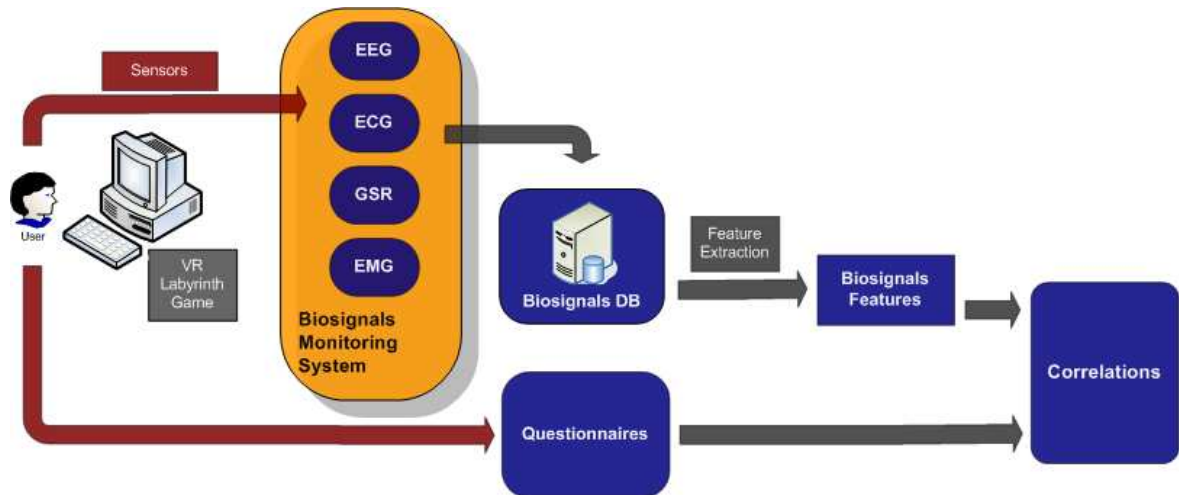 Sensors
User
VR
Labyrinth
Game
EEG
ECG
GSR
EMG
Biosignals
Monitoring
System
Biosignals DB
Feature
Extraction
Biosignals
Features
Questionnaires
Correlations